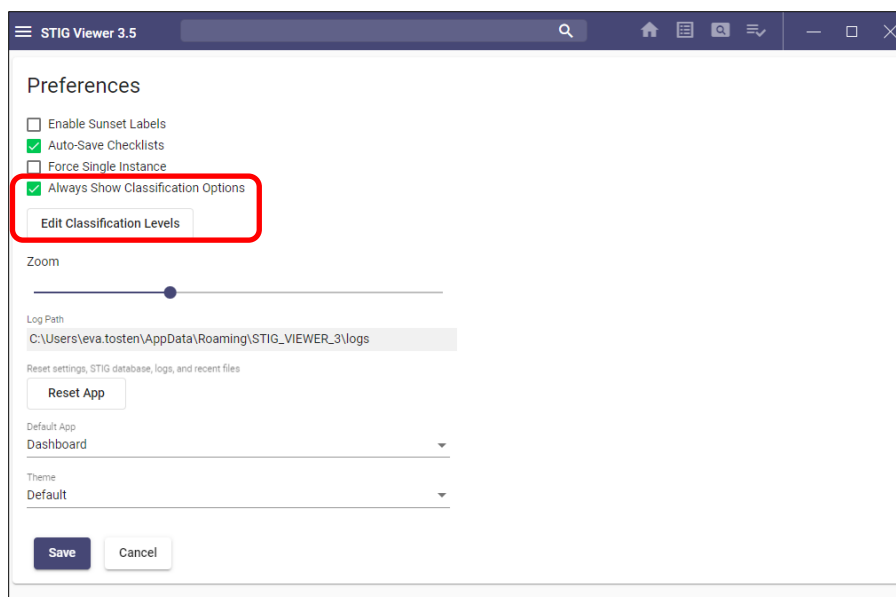 STIG Viewer 3.5
Preferences
Enable Sunset Labels
Auto-Save Checklists
Force Single Instance
Always Show Classification Options
Edit Classification Levels
Zoom
Log Path
C:\Users\eva.tosten\AppData\Roaming\STIG_VIEWER_3\logs
Reset settings, STIG database, logs, and recent files
Reset App
Default App
Dashboard
Theme
Default
Save Cancel